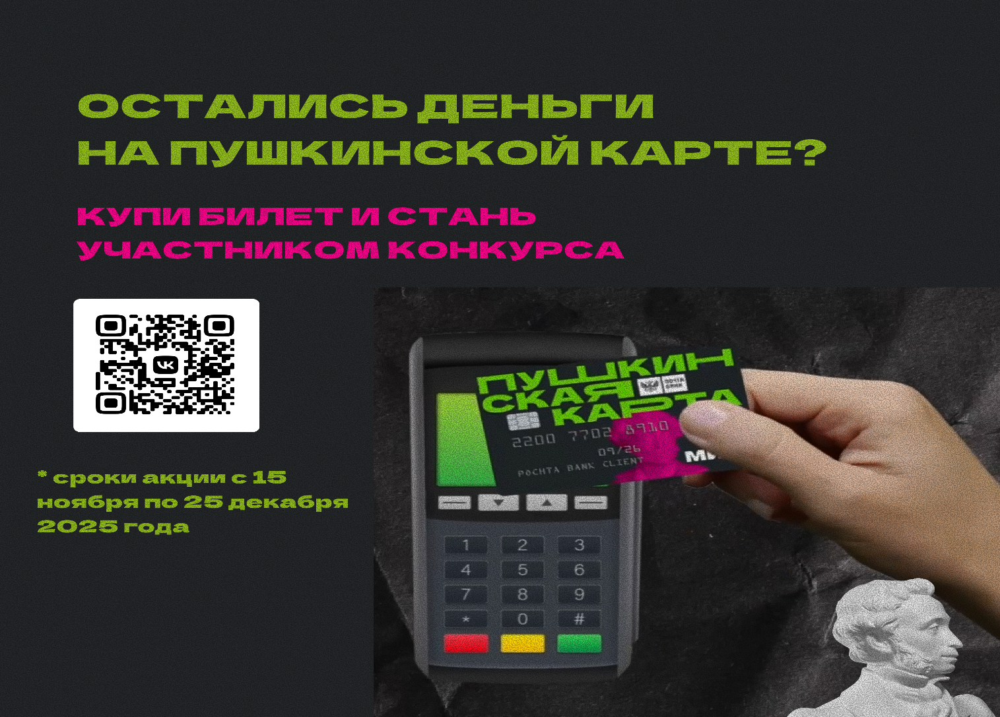 ОСТАЛИСЬ ДЕНЬГИ
НА ПУШКИНСКОЙ КАРТЕ?
КУПИ БИЛЕТ И СТАНЬ
УЧАСТНИКОМ КОНКУРСА
* сроки акции с 15
ноября по 25 декабря
2025 года
ПУШКИН
СКАЯ
ПОЧТА
БАНК
КАРТА
2200 7702 8910
09/26
POCHTA BANK CLIENT
1 2 3
4 5 6
7 8 9
* 0 #